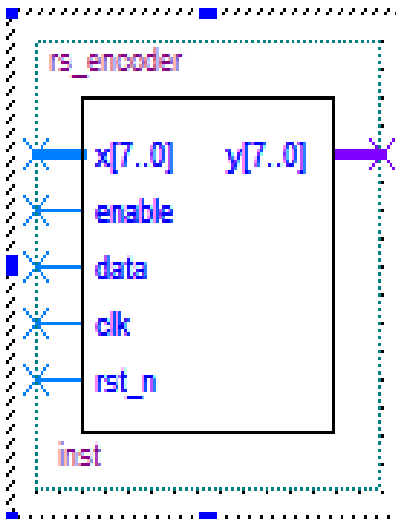 rs_encoder
x[7..0] y[7..0]
enable
data
clk
rst_n
inst